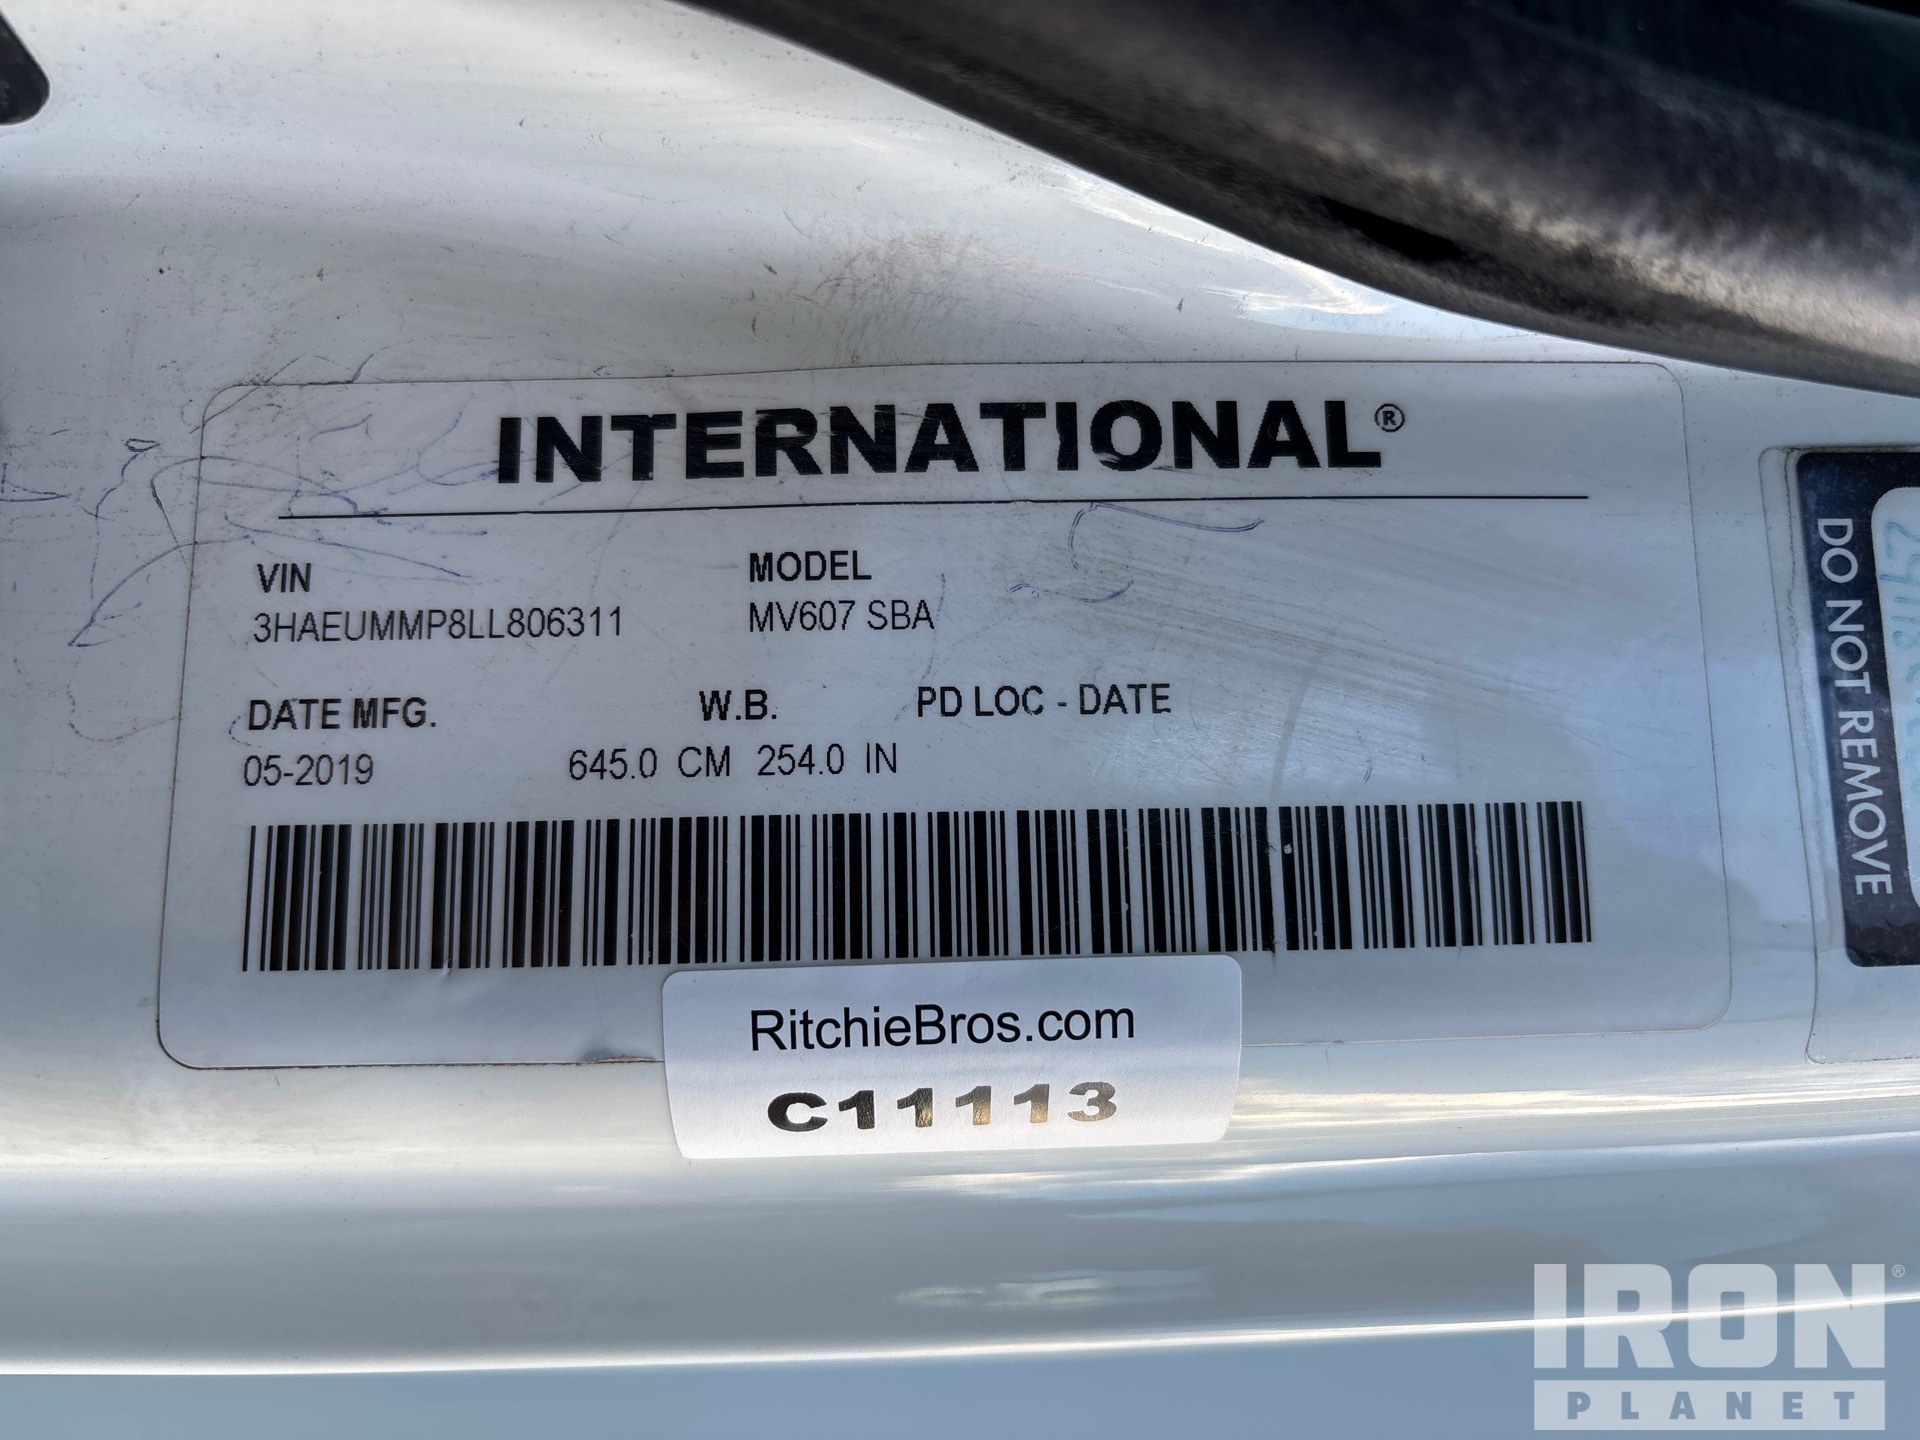 INTERNATIONAL®
VIN MODEL
3HAEUMMP8LL806311 MV607 SBA
DATE MFG. W.B. PD LOC - DATE
05-2019 645.0 CM 254.0 IN
RitchieBros.com
C11113
DO NOT REMOVE
IRON®
PLANET